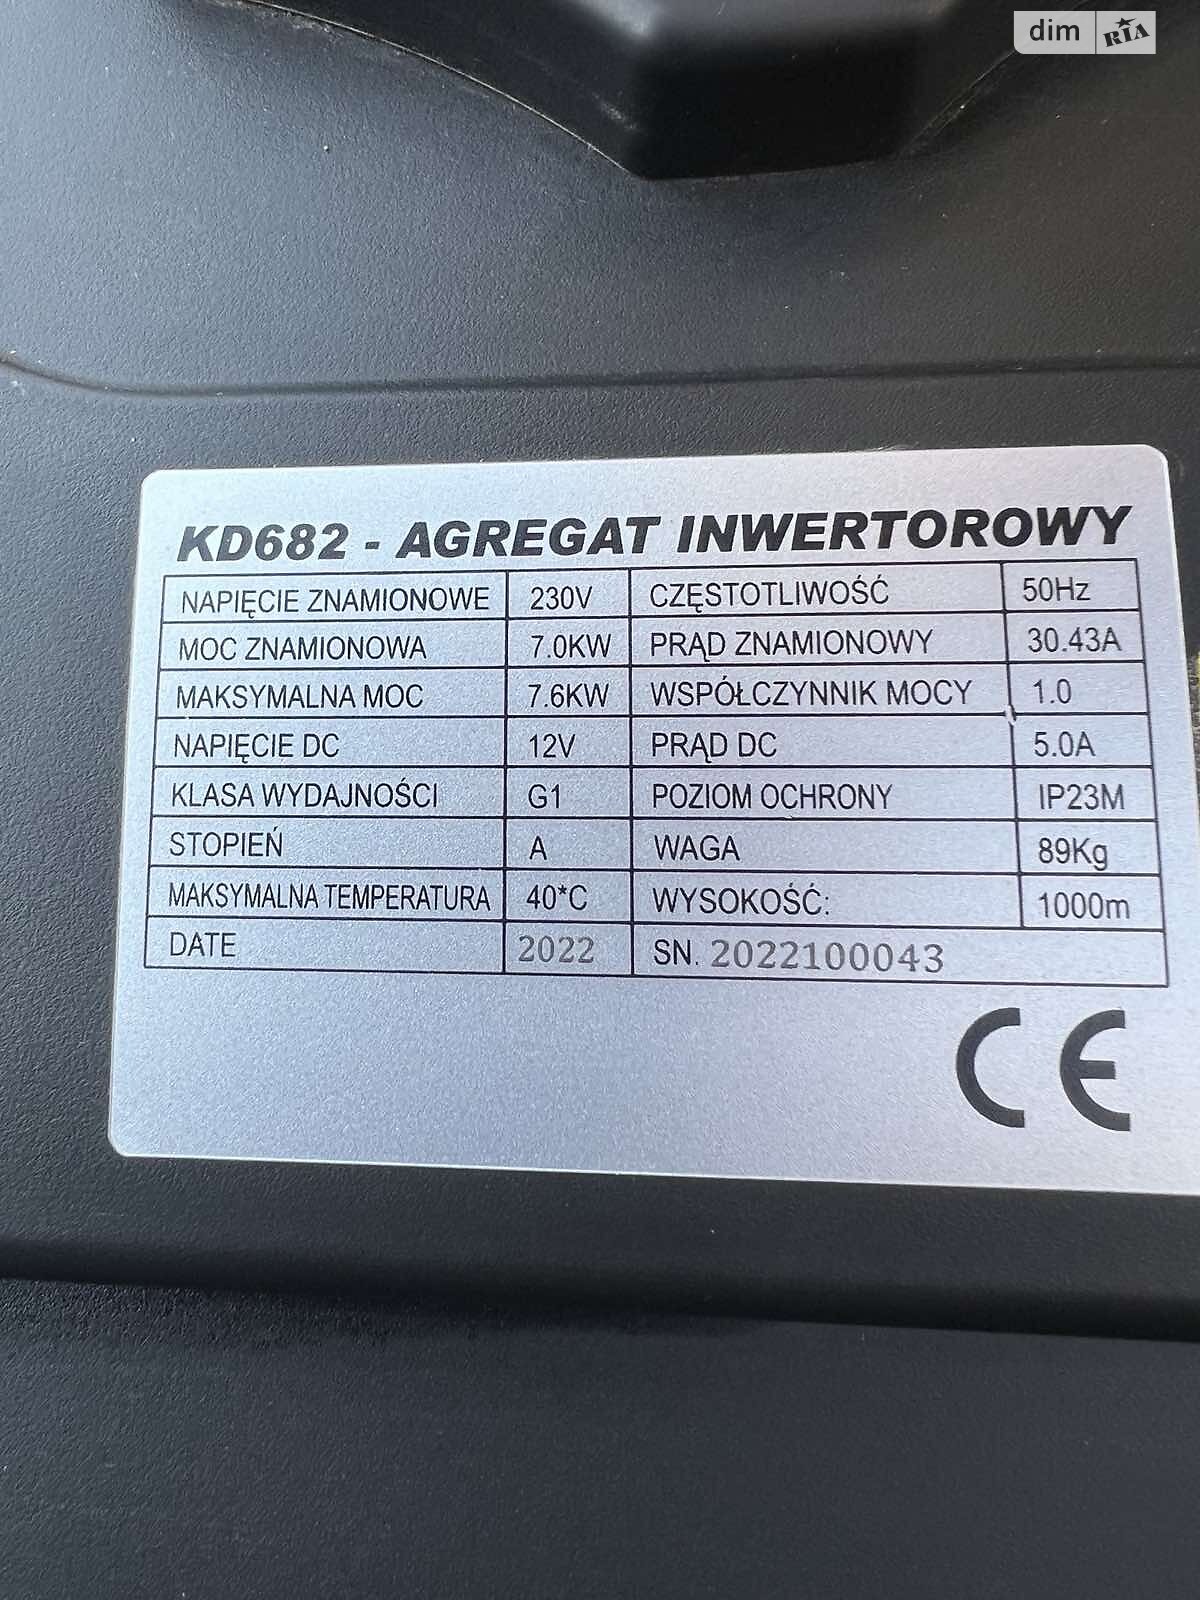 dim RIA
KD682 - AGREGAT INWERTOROWY
NAPIĘCIE ZNAMIONOWE 230V CZĘSTOTLIWOŚĆ 50Hz
MOC ZNAMIONOWA 7.0KW PRĄD ZNAMIONOWY 30.43A
MAKSYMALNA MOC 7.6KW WSPÓŁCZYNNIK MOCY 1.0
NAPIĘCIE DC 12V PRĄD DC 5.0A
KLASA WYDAJNOŚCI G1 POZIOM OCHRONY IP23M
STOPIEŃ A WAGA 89Kg
MAKSYMALNA TEMPERATURA 40*C WYSOKOŚĆ: 1000m
DATE 2022 SN. 2022100043
CE